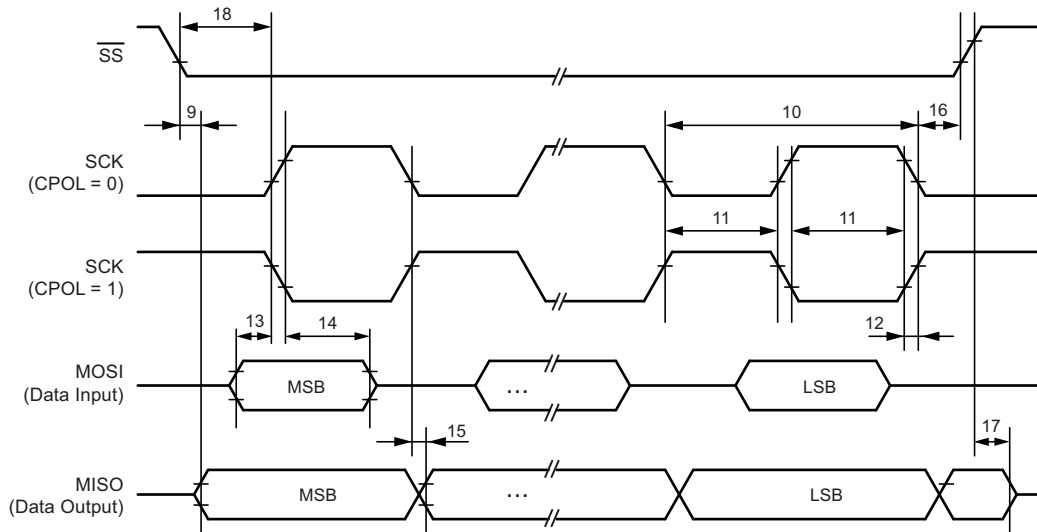 18
SS
9
10
16
SCK
(CPOL = 0)
11
11
SCK
(CPOL = 1)
13
14
12
MOSI
(Data Input)
MSB
...
LSB
15
17
MISO
(Data Output)
MSB
...
LSB